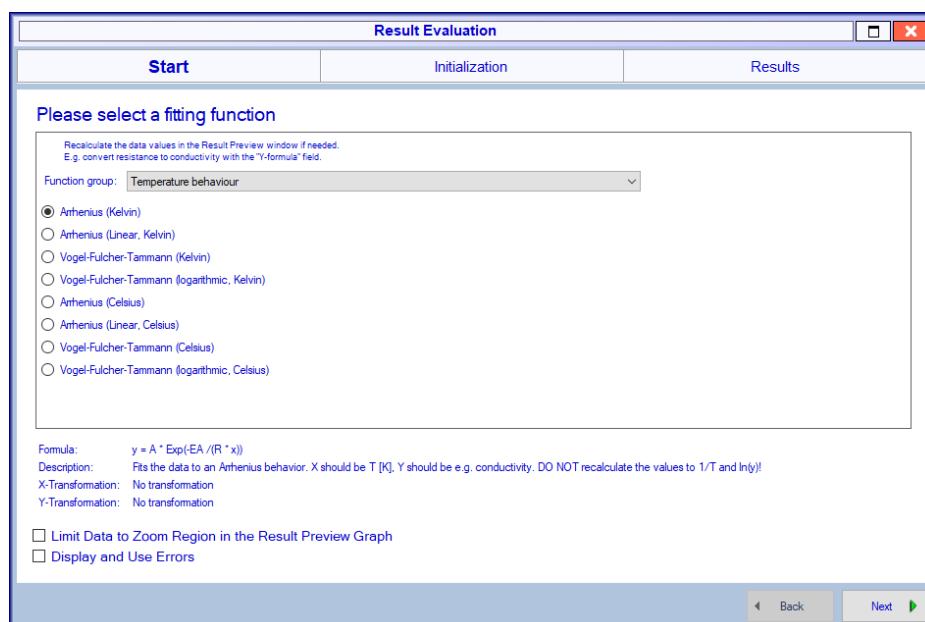 Result Evaluation
Start
Initialization
Results
Please select a fitting function
Recalculate the data values in the Result Preview window if needed.
E.g. convert resistance to conductivity with the "Y-formula" field.
Function group: Temperature behaviour
Arrhenius (Kelvin)
Arrhenius (Linear, Kelvin)
Vogel-Fulcher-Tammann (Kelvin)
Vogel-Fulcher-Tammann (logarithmic, Kelvin)
Arrhenius (Celsius)
Arrhenius (Linear, Celsius)
Vogel-Fulcher-Tammann (Celsius)
Vogel-Fulcher-Tammann (logarithmic, Celsius)
Formula: y = A * Exp(-EA /(R * x))
Description: Fits the data to an Arrhenius behavior. X should be T [K], Y should be e.g. conductivity. DO NOT recalculate the values to 1/T and ln(y)!
X-Transformation: No transformation
Y-Transformation: No transformation
Limit Data to Zoom Region in the Result Preview Graph
Display and Use Errors
Back
Next